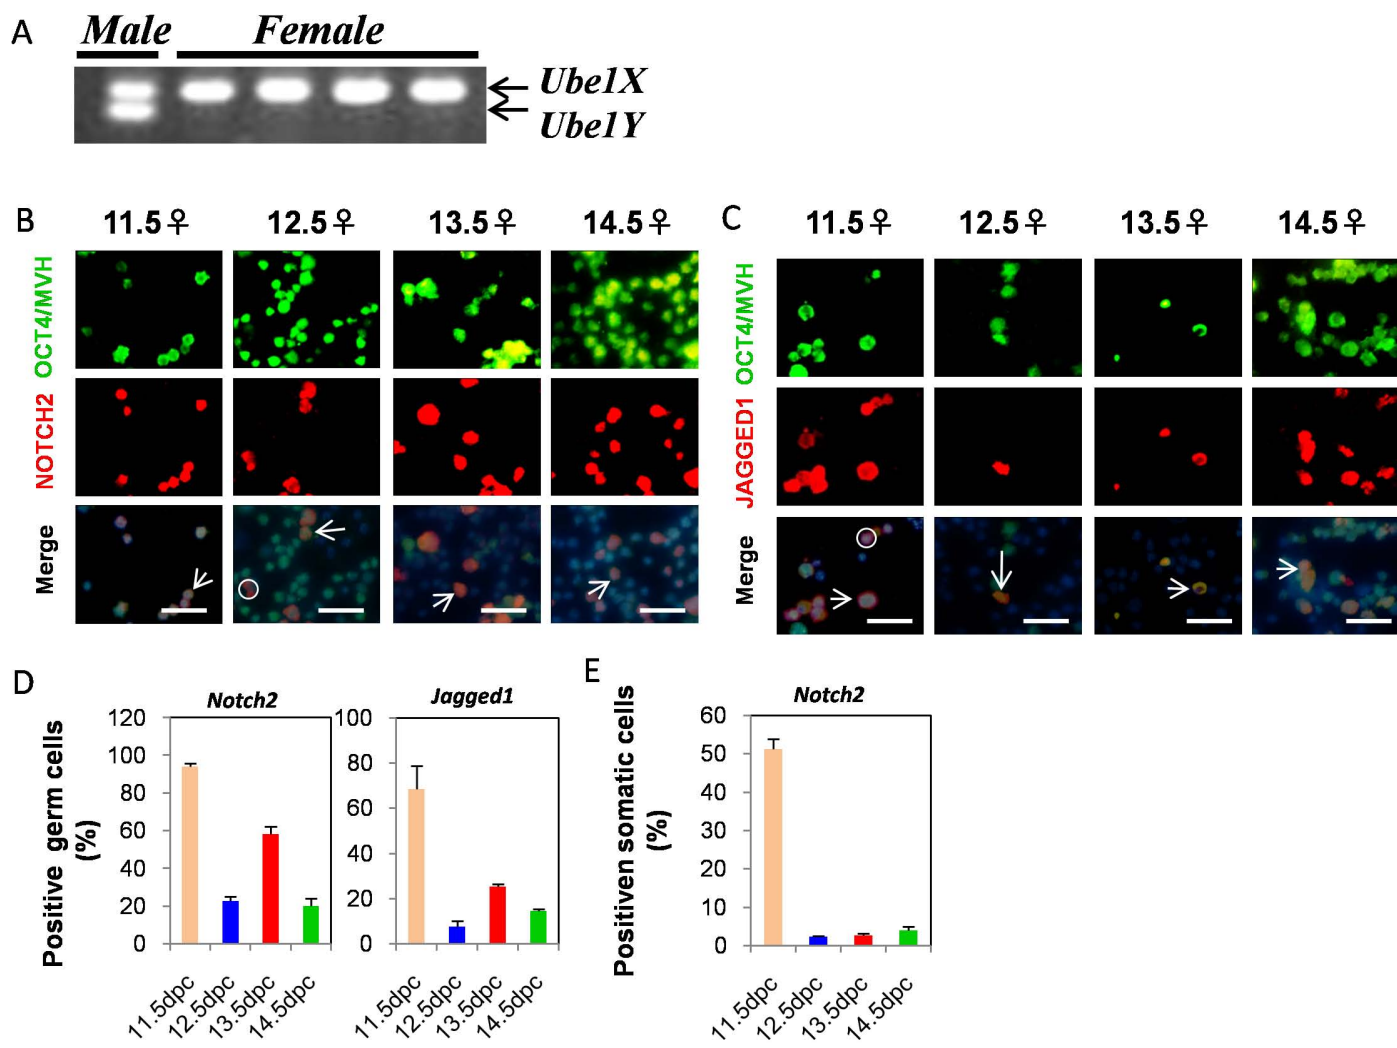 A
Male Female
Ube1X
Ube1Y
B
11.5♀ 12.5♀ 13.5♀ 14.5♀
OCT4/MVH
NOTCH2
Merge
C
11.5♀ 12.5♀ 13.5♀ 14.5♀
OCT4/MVH
JAGGED1
Merge
D
Positive germ cells
(%)
Notch2
120
100
80
60
40
20
0
11.5dpc 12.5dpc 13.5dpc 14.5dpc
Jagged1
100
80
60
40
20
0
11.5dpc 12.5dpc 13.5dpc 14.5dpc
E
Positiven somatic cells
(%)
Notch2
60
50
40
30
20
10
0
11.5dpc 12.5dpc 13.5dpc 14.5dpc